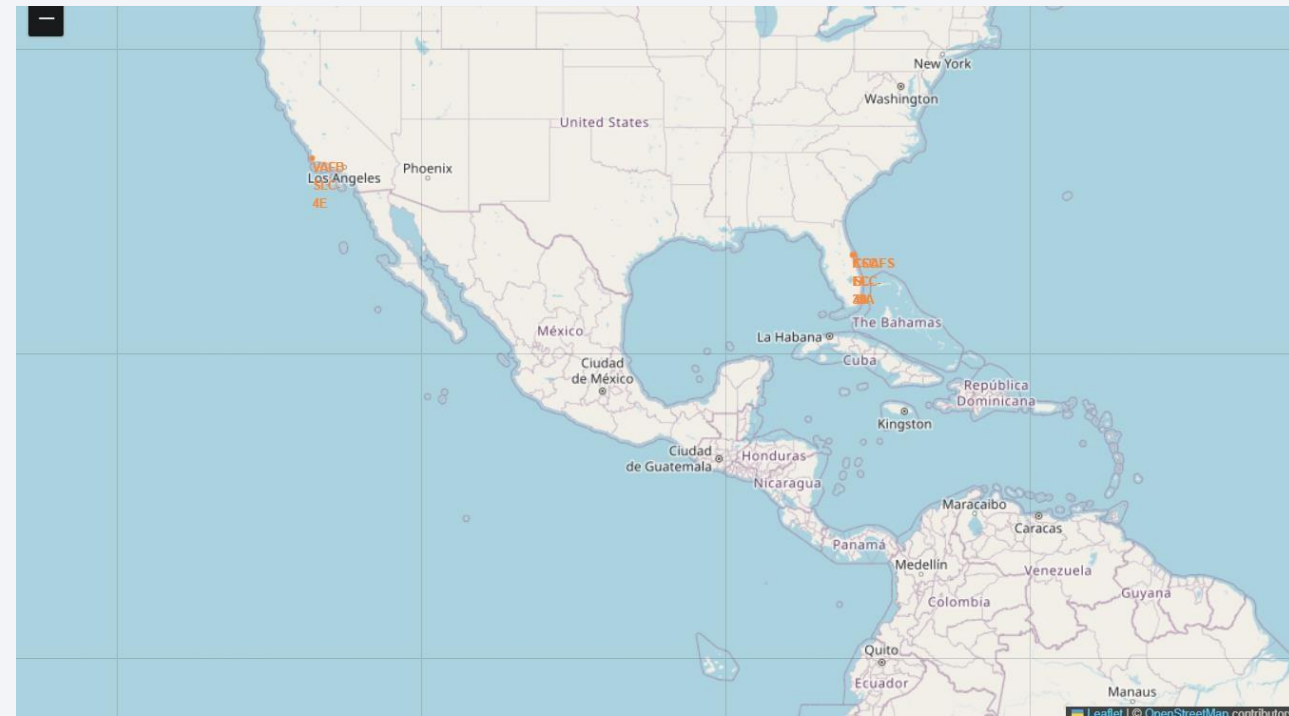 −
New York
Washington
United States
Phoenix
VAFB
Los Angeles
SLC-
4E
The Bahamas
La Habana
México
Cuba
Ciudad
de México
República
Dominicana
Kingston
Ciudad
de Guatemala
Honduras
Nicaragua
Maracaibo
Caracas
Panamá
Medellín
Venezuela
Guyana
Colombia
Quito
Ecuador
Manaus
Leaflet | © OpenStreetMap contributors